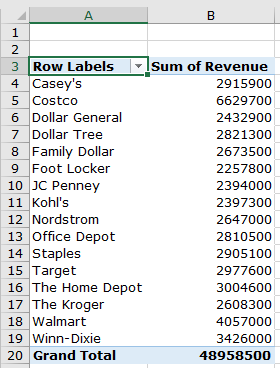 A B
1
2
3 Row Labels Sum of Revenue
4 Casey's 2915900
5 Costco 6629700
6 Dollar General 2432900
7 Dollar Tree 2821300
8 Family Dollar 2673500
9 Foot Locker 2257800
10 JC Penney 2394000
11 Kohl's 2397300
12 Nordstrom 2647000
13 Office Depot 2810500
14 Staples 2905100
15 Target 2977600
16 The Home Depot 3004600
17 The Kroger 2608300
18 Walmart 4057000
19 Winn-Dixie 3426000
20 Grand Total 48958500